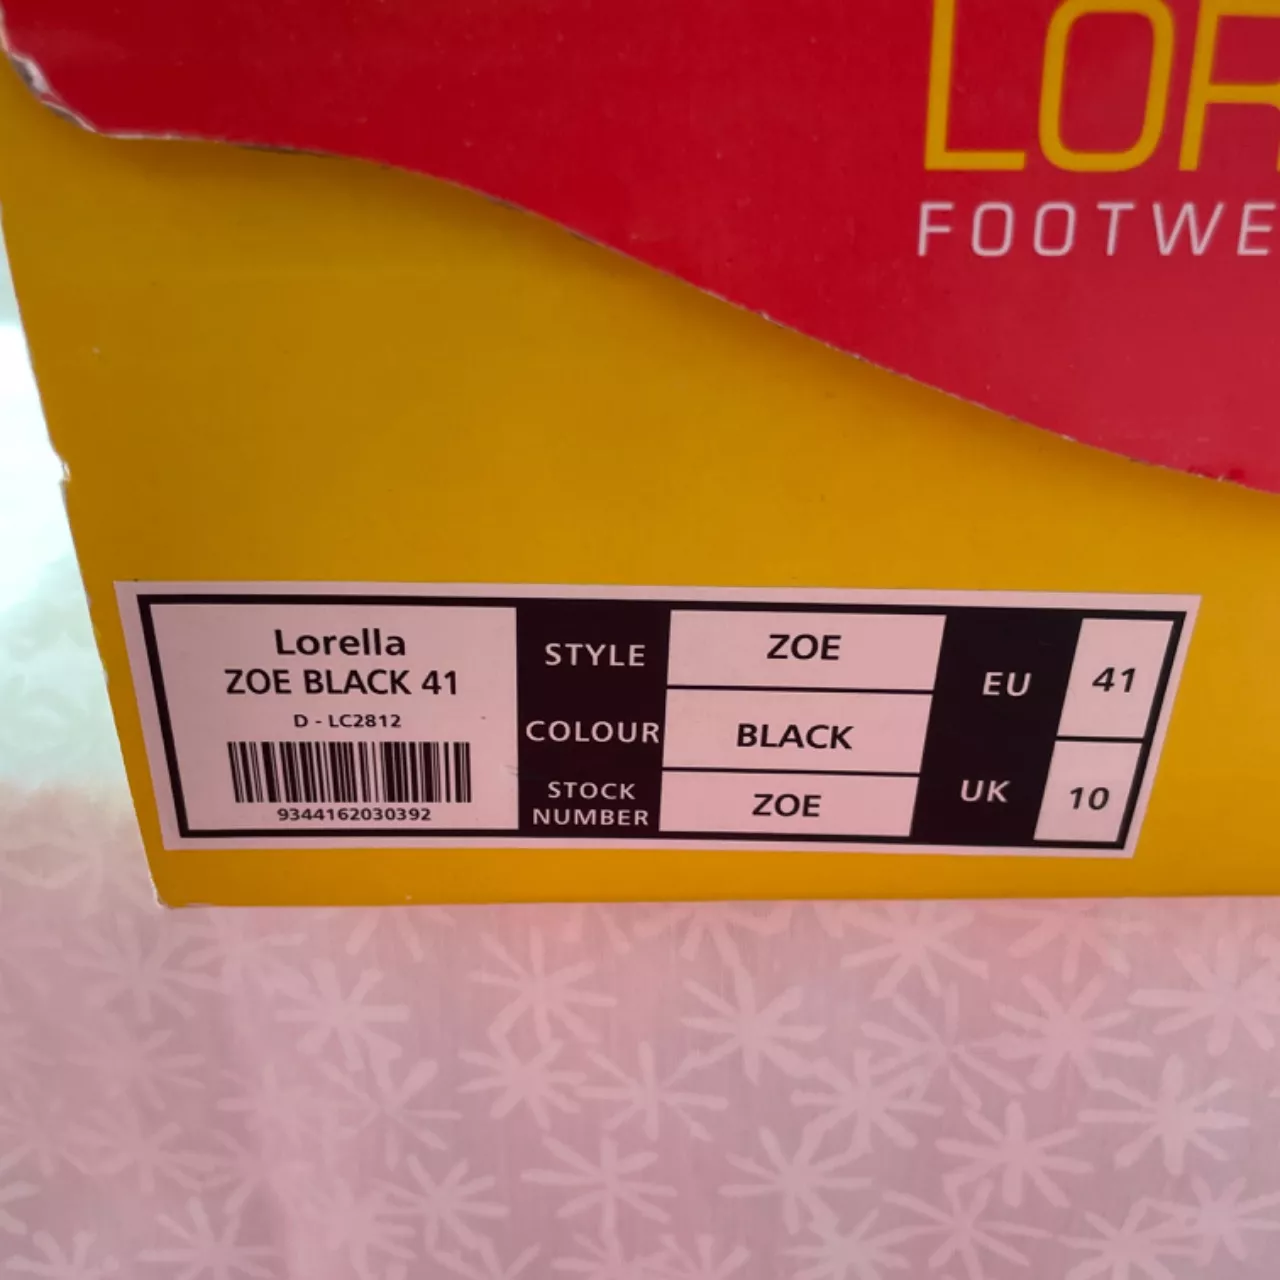 LOR
FOOTWE
Lorella
ZOE BLACK 41
D - LC2812
9344162030392
STYLE ZOE
COLOUR BLACK
STOCK
NUMBER
ZOE
EU 41
UK 10